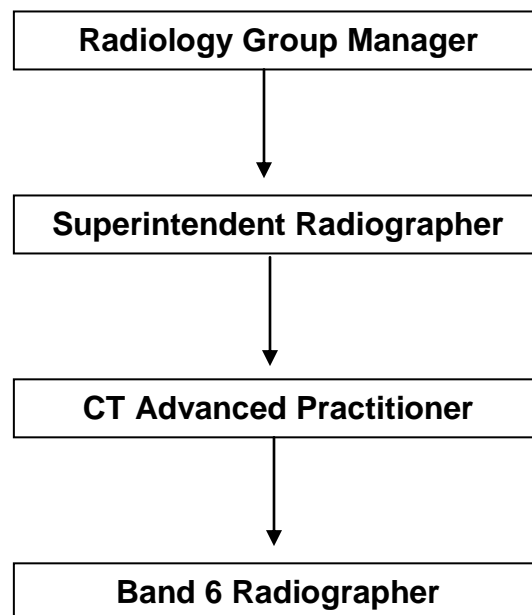 Radiology Group Manager
Superintendent Radiographer
CT Advanced Practitioner
Band 6 Radiographer